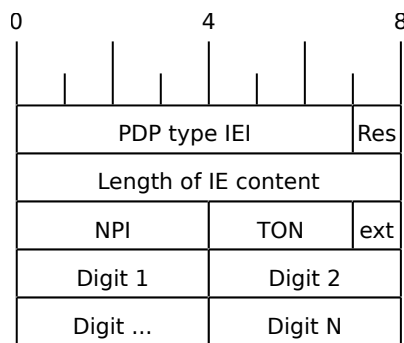 0 4 8
PDP type IEI Res
Length of IE content
NPI TON ext
Digit 1 Digit 2
Digit ... Digit N